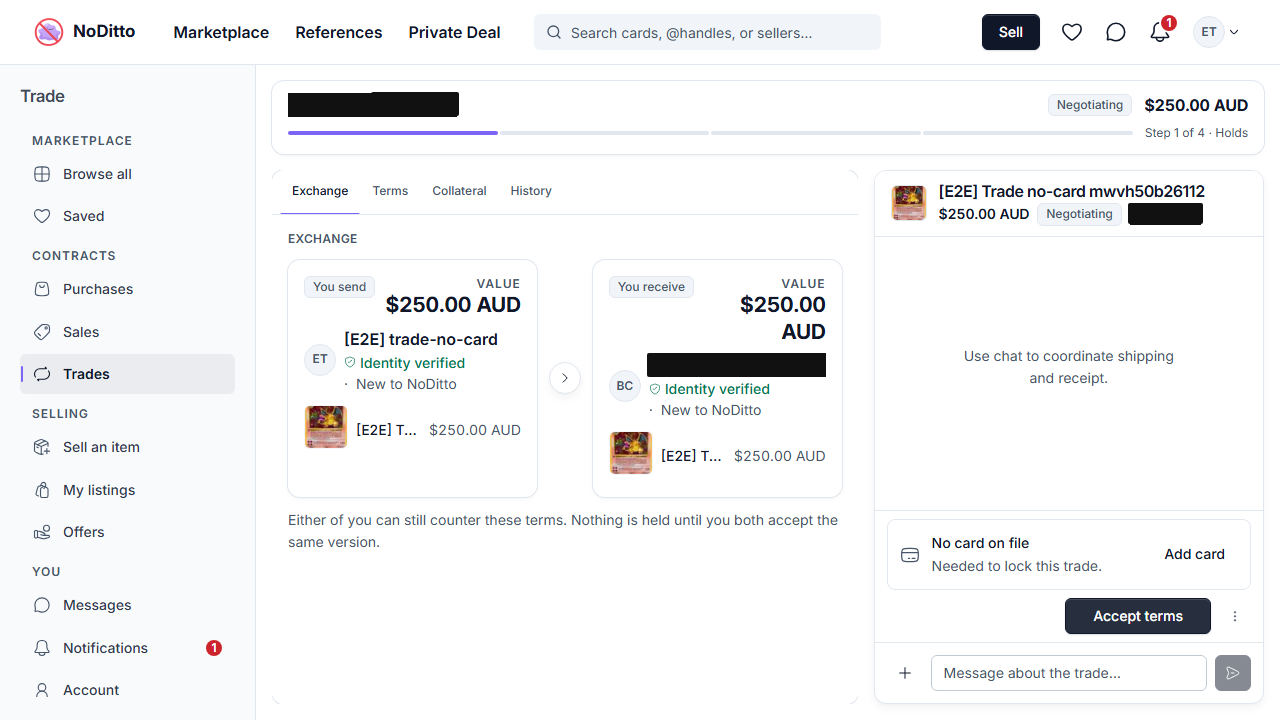 NoDitto
Marketplace
References
Private Deal
Search cards, @handles, or sellers...
Sell
1
ET
Trade
MARKETPLACE
Browse all
Saved
CONTRACTS
Purchases
Sales
Trades
SELLING
Sell an item
My listings
Offers
YOU
Messages
Notifications
1
Account
Negotiating
$250.00 AUD
Step 1 of 4 · Holds
Exchange
Terms
Collateral
History
EXCHANGE
You send
VALUE
$250.00 AUD
ET
[E2E] trade-no-card
Identity verified
· New to NoDitto
[E2E] T...
$250.00 AUD
You receive
VALUE
$250.00
AUD
BC
Identity verified
· New to NoDitto
[E2E] T...
$250.00 AUD
Either of you can still counter these terms. Nothing is held until you both accept the
same version.
[E2E] Trade no-card mwvh50b26112
$250.00 AUD
Negotiating
Use chat to coordinate shipping
and receipt.
No card on file
Needed to lock this trade.
Add card
Accept terms
Message about the trade...